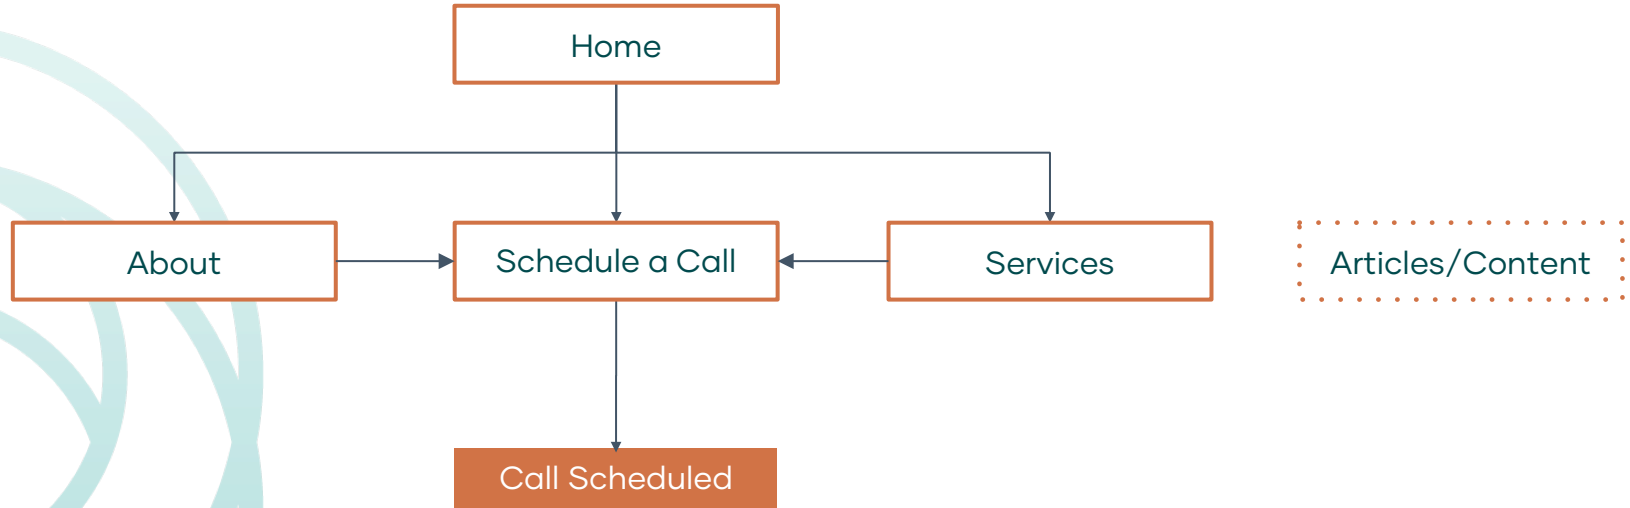 Home
About
Schedule a Call
Services
Articles/Content
Call Scheduled